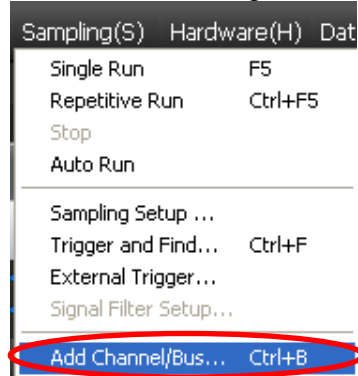 Sampling(S) Hardware(H) Dat
Single Run F5
Repetitive Run Ctrl+F5
Stop
Auto Run
Sampling Setup ...
Trigger and Find... Ctrl+F
External Trigger...
Signal Filter Setup...
Add Channel/Bus... Ctrl+B